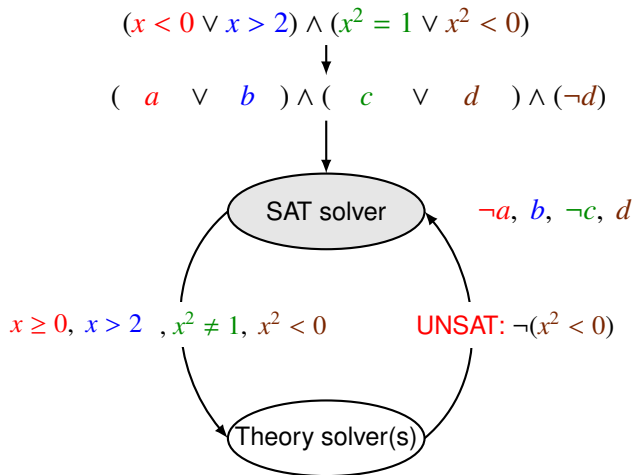 (x < 0 ∨ x > 2) ∧ (x² = 1 ∨ x² < 0)
( a ∨ b ) ∧ ( c ∨ d ) ∧ (¬d)
SAT solver
¬a, b, ¬c, d
x ≥ 0, x > 2 , x² ≠ 1, x² < 0
UNSAT: ¬(x² < 0)
Theory solver(s)